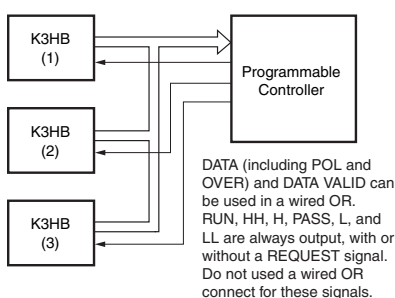 K3HB
(1)
K3HB
(2)
K3HB
(3)
Programmable
Controller
DATA (including POL and
OVER) and DATA VALID can
be used in a wired OR.
RUN, HH, H, PASS, L, and
LL are always output, with or
without a REQUEST signal.
Do not used a wired OR
connect for these signals.